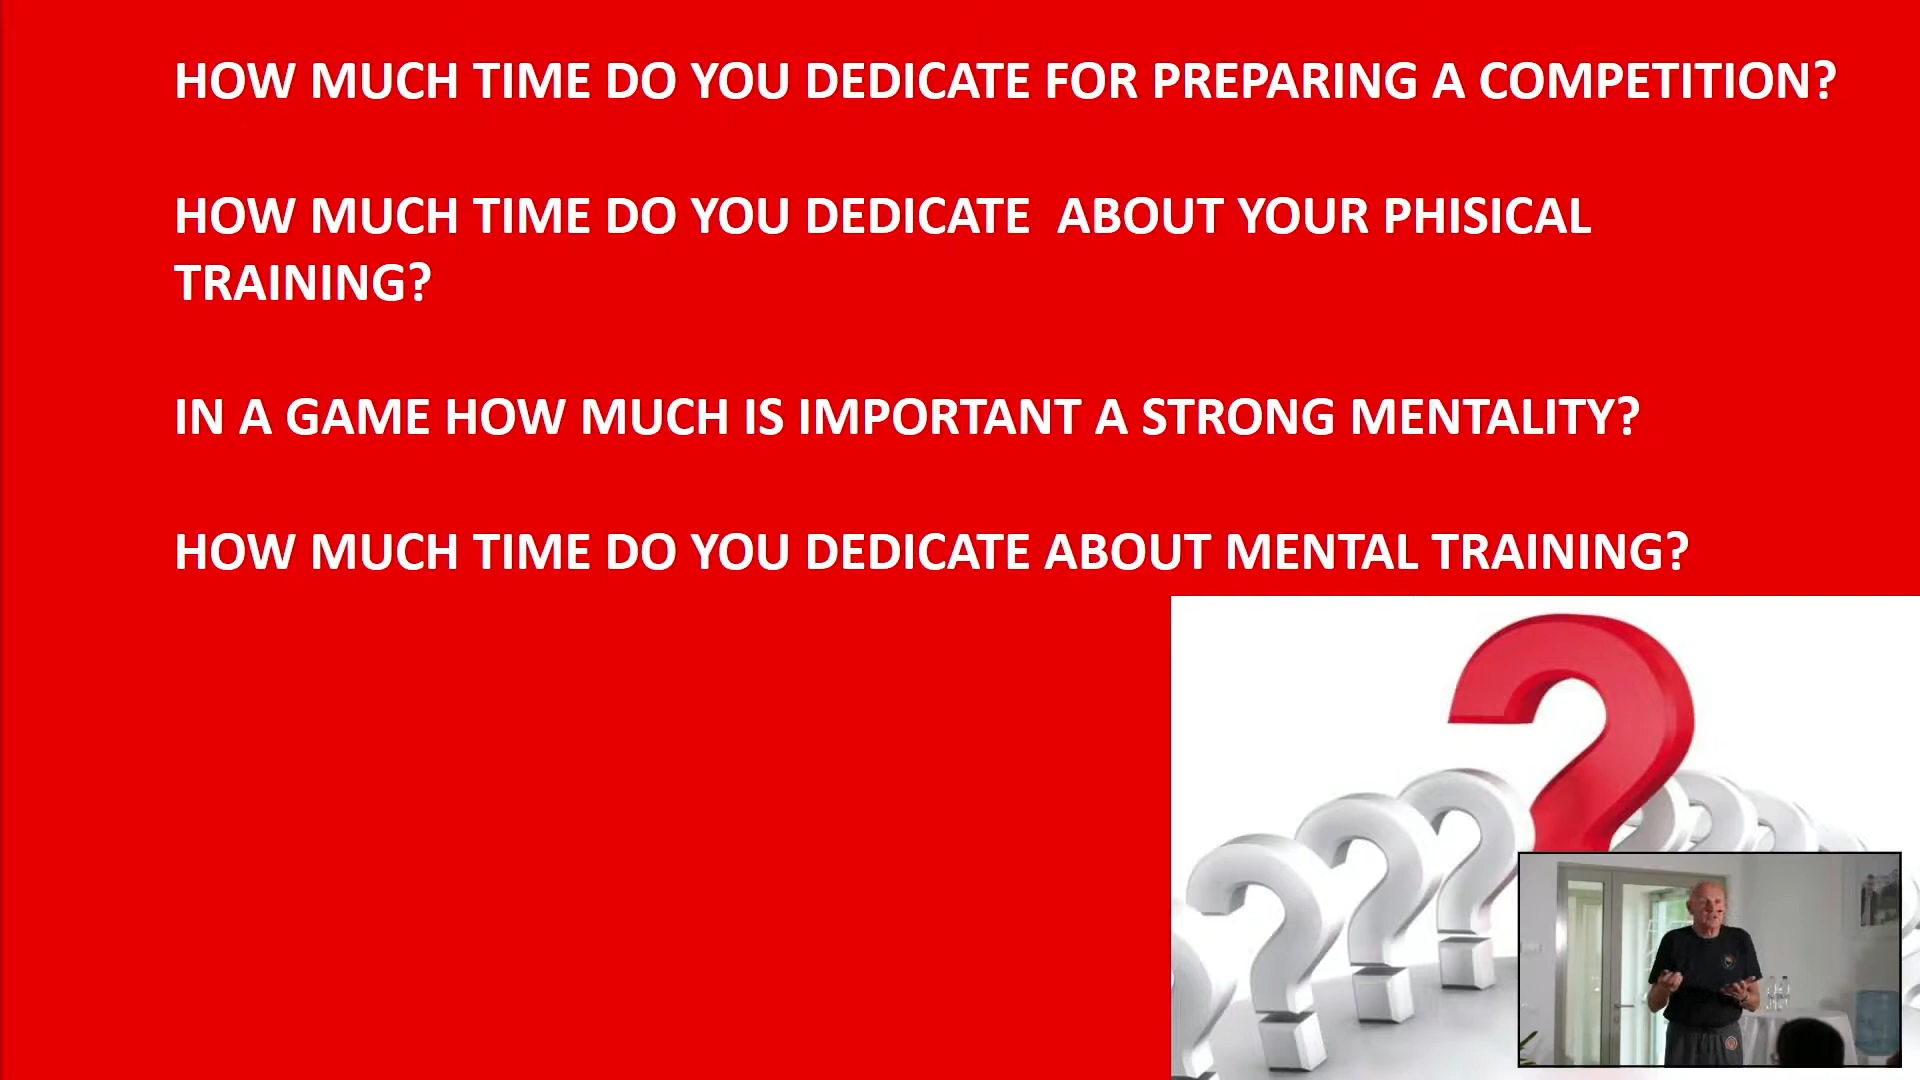 HOW MUCH TIME DO YOU DEDICATE FOR PREPARING A COMPETITION?
HOW MUCH TIME DO YOU DEDICATE  ABOUT YOUR PHISICAL
TRAINING?
IN A GAME HOW MUCH IS IMPORTANT A STRONG MENTALITY?
HOW MUCH TIME DO YOU DEDICATE ABOUT MENTAL TRAINING?